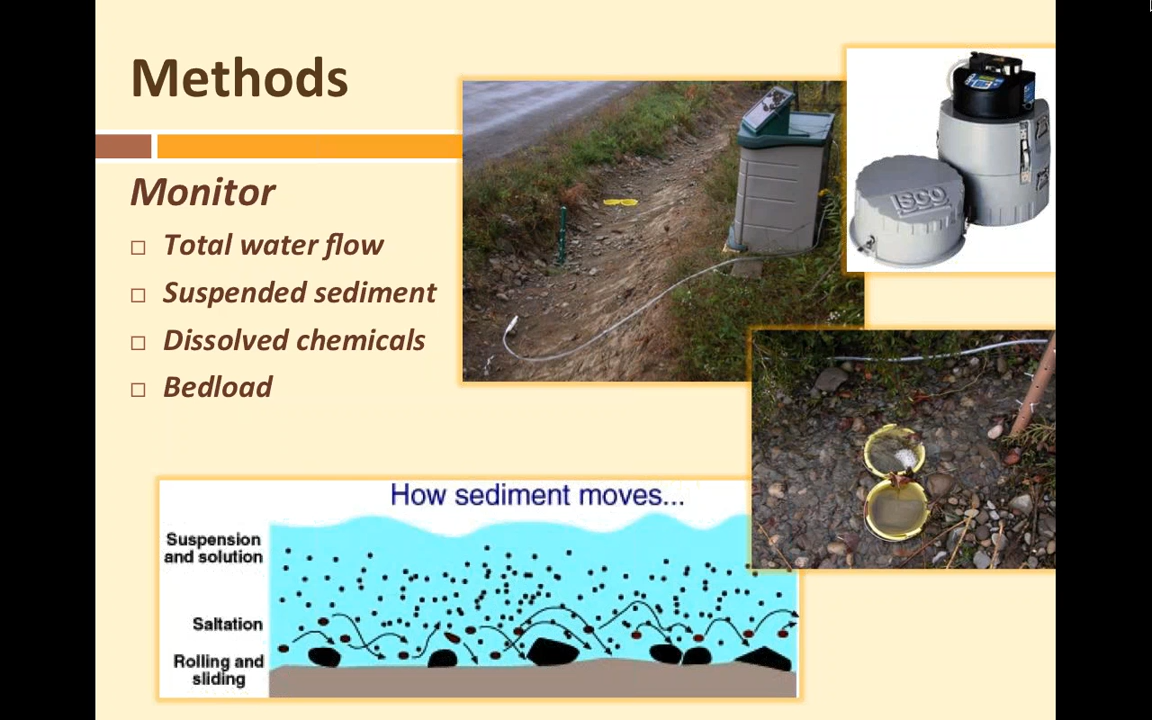 Methods
Monitor
Total water flow
Suspended sediment
Dissolved chemicals
Bedload
ISCO
How sediment moves...
Suspension
and solution
Saltation
Rolling and
sliding